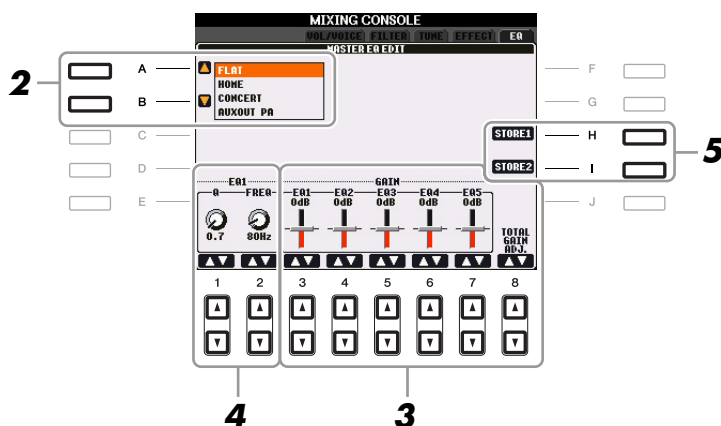 MIXING CONSOLE
VOL/VOICE FILTER TUNE EFFECT EQ
MASTER EQ EDIT
2
A
FLAT
F
HOME
B
CONCERT
G
AUXOUT PA
C
STORE1
H
5
D
STORE2
I
EQ1
GAIN
E
Q FREQ
EQ1 EQ2 EQ3 EQ4 EQ5
J
0dB 0dB 0dB 0dB 0dB
0.7 80Hz
TOTAL
GAIN
ADJ.
1 2 3 4 5 6 7 8
4 3